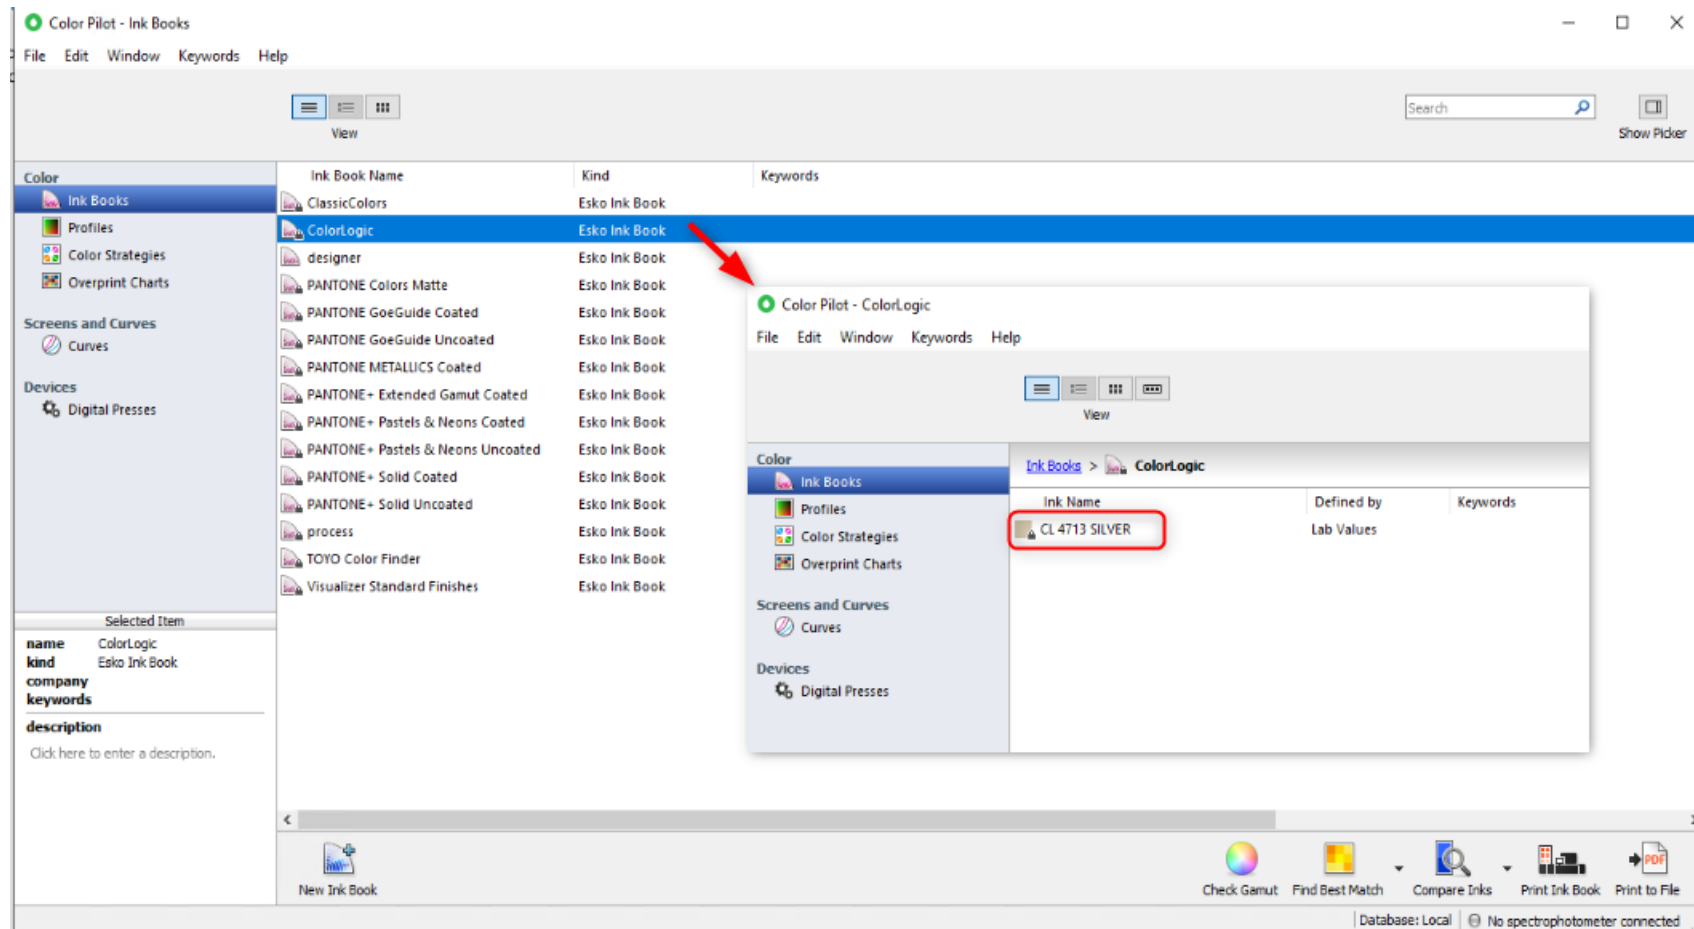 Color Pilot - Ink Books
File Edit Window Keywords Help
View
Search
Show Picker
Color
Ink Books
Profiles
Color Strategies
Overprint Charts
Screens and Curves
Curves
Devices
Digital Presses
Selected Item
name ColorLogic
kind Esko Ink Book
company
keywords
description
Click here to enter a description.
Ink Book Name Kind Keywords
ClassicColors Esko Ink Book
ColorLogic Esko Ink Book
designer Esko Ink Book
PANTONE Colors Matte Esko Ink Book
PANTONE GoeGuide Coated Esko Ink Book
PANTONE GoeGuide Uncoated Esko Ink Book
PANTONE METALLICS Coated Esko Ink Book
PANTONE+ Extended Gamut Coated Esko Ink Book
PANTONE+ Pastels & Neons Coated Esko Ink Book
PANTONE+ Pastels & Neons Uncoated Esko Ink Book
PANTONE+ Solid Coated Esko Ink Book
PANTONE+ Solid Uncoated Esko Ink Book
process Esko Ink Book
TOYO Color Finder Esko Ink Book
Visualizer Standard Finishes Esko Ink Book
Color Pilot - ColorLogic
File Edit Window Keywords Help
View
Color
Ink Books
Profiles
Color Strategies
Overprint Charts
Screens and Curves
Curves
Devices
Digital Presses
Ink Books > ColorLogic
Ink Name Defined by Keywords
CL 4713 SILVER Lab Values
New Ink Book
Check Gamut Find Best Match Compare Inks Print Ink Book Print to File
PDF
Database: Local No spectrophotometer connected